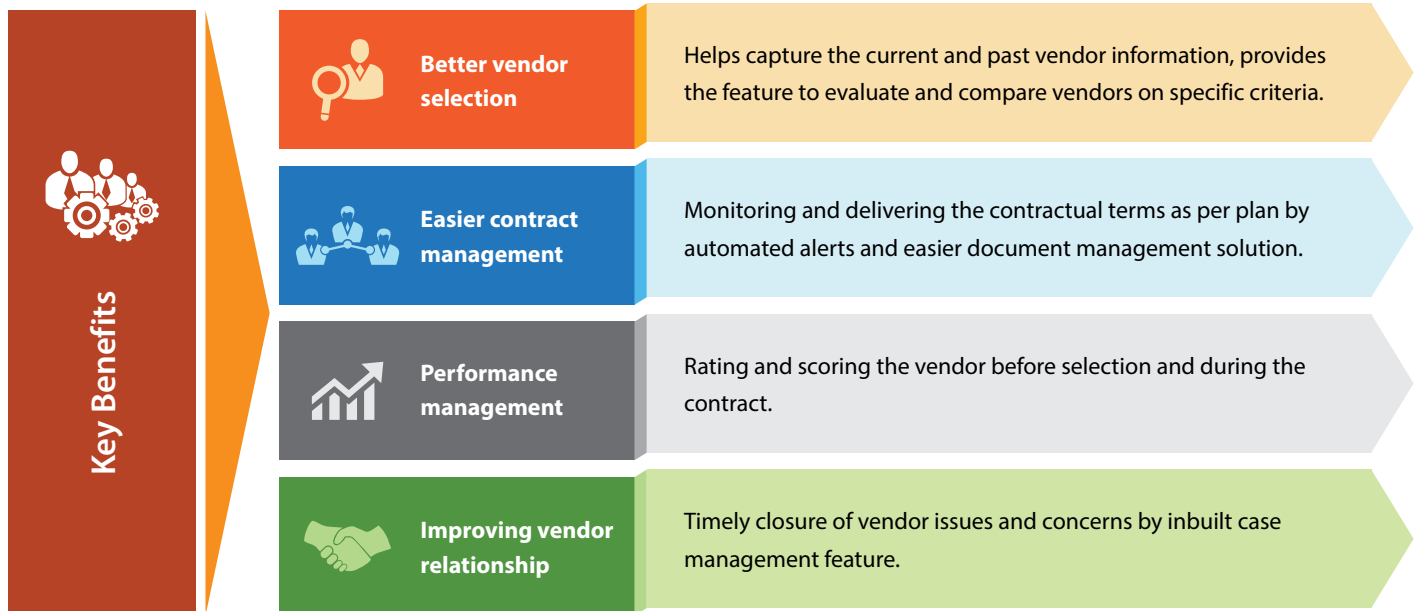 Key Benefits
Better vendor
selection
Helps capture the current and past vendor information, provides
the feature to evaluate and compare vendors on specific criteria.
Easier contract
management
Monitoring and delivering the contractual terms as per plan by
automated alerts and easier document management solution.
Performance
management
Rating and scoring the vendor before selection and during the
contract.
Improving vendor
relationship
Timely closure of vendor issues and concerns by inbuilt case
management feature.